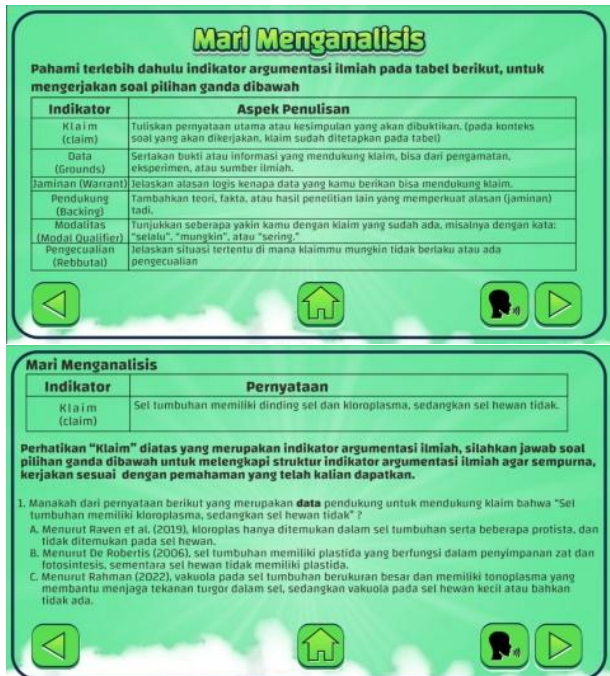 Mari Menganalisis
Pahami terlebih dahulu indikator argumentasi ilmiah pada tabel berikut, untuk
mengerjakan soal pilihan ganda dibawah
Indikator Aspek Penulisan
Klaim Tuliskan pernyataan utama atau kesimpulan yang akan dibuktikan. (pada konteks
(claim) soal yang akan dikerjakan, klaim sudah ditetapkan pada tabel)
Data Sertakan bukti atau informasi yang mendukung klaim, bisa dari pengamatan,
(Grounds) eksperimen, atau sumber ilmiah.
Jaminan (Warrant) Jelaskan alasan logis kenapa data yang kamu berikan bisa mendukung klaim.
Pendukung Tambahkan teori, fakta, atau hasil penelitian lain yang memperkuat alasan (jaminan)
(Backing) tadi.
Modalitas Tunjukkan seberapa yakin kamu dengan klaim yang sudah ada, misalnya dengan kata:
(Modal Qualifier) "selalu", "mungkin", atau "sering."
Pengecualian Jelaskan situasi tertentu di mana klaimmu mungkin tidak berlaku atau ada
(Rebbutal) pengecualian
Mari Menganalisis
Indikator Pernyataan
Klaim Sel tumbuhan memiliki dinding sel dan kloroplasma, sedangkan sel hewan tidak.
(claim)
Perhatikan "Klaim" diatas yang merupakan indikator argumentasi ilmiah, silahkan jawab soal
pilihan ganda dibawah untuk melengkapi struktur indikator argumentasi ilmiah agar sempurna,
kerjakan sesuai dengan pemahaman yang telah kalian dapatkan.
1. Manakah dari pernyataan berikut yang merupakan data pendukung untuk mendukung klaim bahwa "Sel
tumbuhan memiliki kloroplasma, sedangkan sel hewan tidak" ?
A. Menurut Raven et al. (2019), kloroplas hanya ditemukan dalam sel tumbuhan serta beberapa protista, dan
tidak ditemukan pada sel hewan.
B. Menurut De Robertis (2006), sel tumbuhan memiliki plastida yang berfungsi dalam penyimpanan zat dan
fotosintesis, sementara sel hewan tidak memiliki plastida.
C. Menurut Rahman (2022), vakuola pada sel tumbuhan berukuran besar dan memiliki tonoplasma yang
membantu menjaga tekanan turgor dalam sel, sedangkan vakuola pada sel hewan kecil atau bahkan
tidak ada.